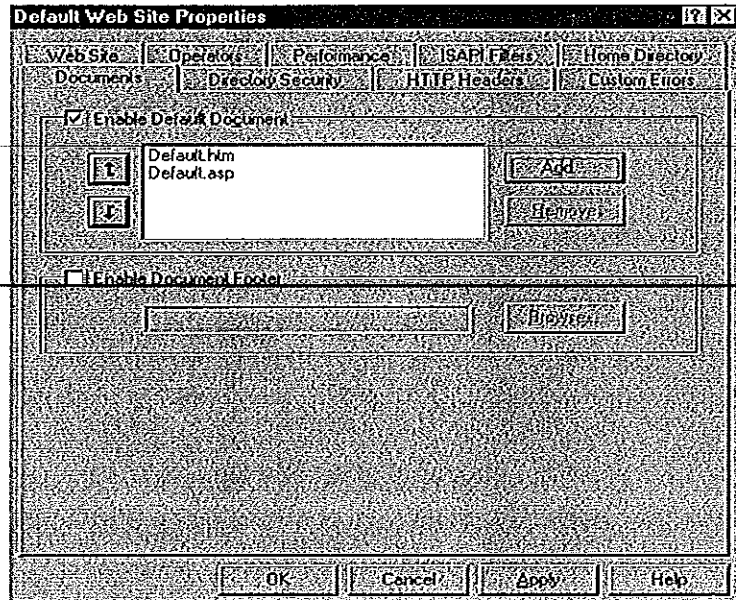 Default Web Site Properties
Web Site Operators Performance ISAPI Filters Home Directory
Documents Directory Security HTTP Headers Custom Errors
Enable Default Document
Default.htm
Default.asp
Add...
Remove
Enable Document Footer
Browse...
OK Cancel Apply Help